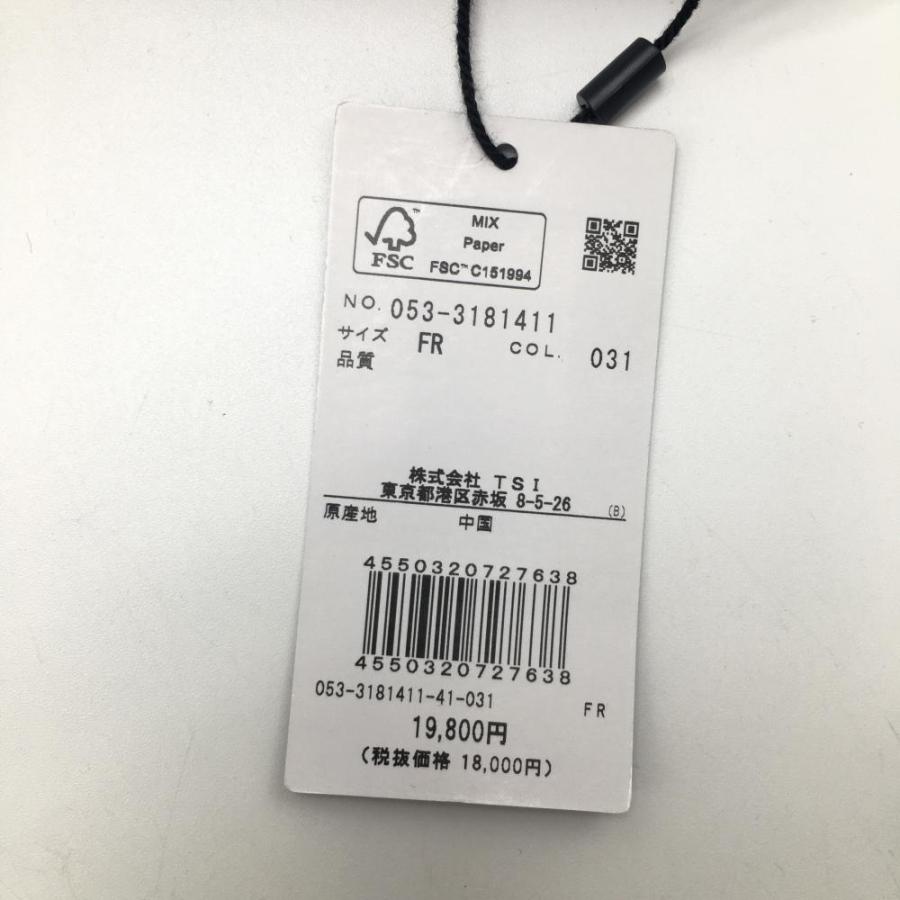 MIX
Paper
FSC™ C151994
FSC
NO. 053-3181411
サイズ FR COL. 031
品質
株式会社 TSI
東京都港区赤坂 8-5-26 (B)
原産地 中国
4550320727638
4550320727638
053-3181411-41-031 FR
19,800円
(税抜価格 18,000円)